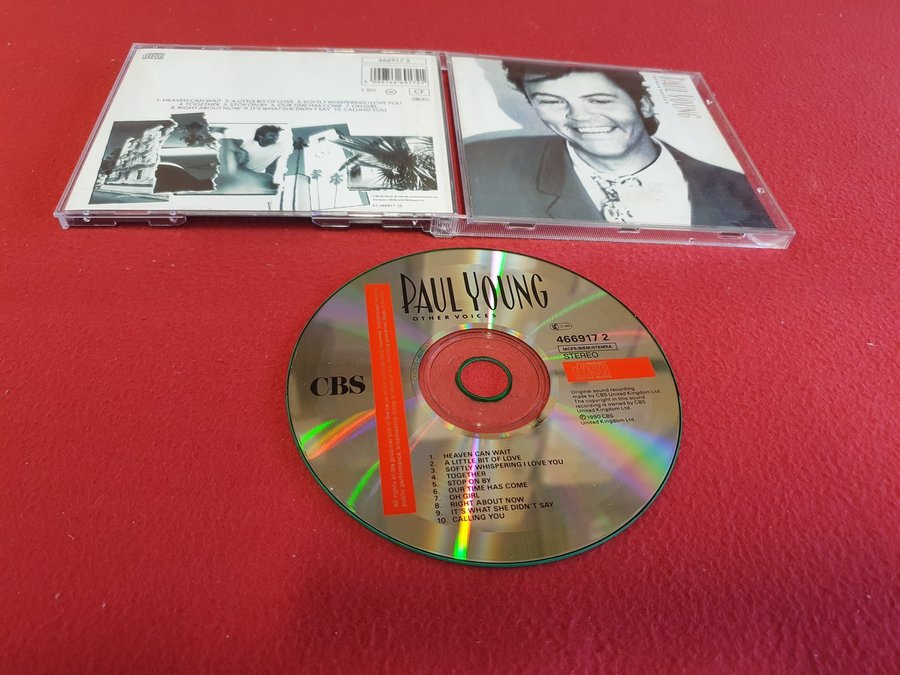 466917 2
CF
1. HEAVEN CAN WAIT 2. A LITTLE BIT OF LOVE 3. SOFTLY WHISPERING I LOVE YOU
4. TOGETHER 5. STOP ON BY 6. OUR TIME HAS COME 7. OH GIRL
8. RIGHT ABOUT NOW 9. IT'S WHAT SHE DIDN'T SAY 10. CALLING YOU
PAUL YOUNG
PAUL YOUNG
OTHER VOICES
CBS
466917 2
MCPS/BIEM/STEMRA
STEREO
Original sound recording
made by CBS
United Kingdom Ltd.
The copyright in this sound
recording is owned by CBS
United Kingdom Ltd.
℗ 1990 CBS
United Kingdom Ltd.
1. HEAVEN CAN WAIT
2. A LITTLE BIT OF LOVE
3. SOFTLY WHISPERING I LOVE YOU
4. TOGETHER
5. STOP ON BY
6. OUR TIME HAS COME
7. OH GIRL
8. RIGHT ABOUT NOW
9. IT'S WHAT SHE DIDN'T SAY
10. CALLING YOU